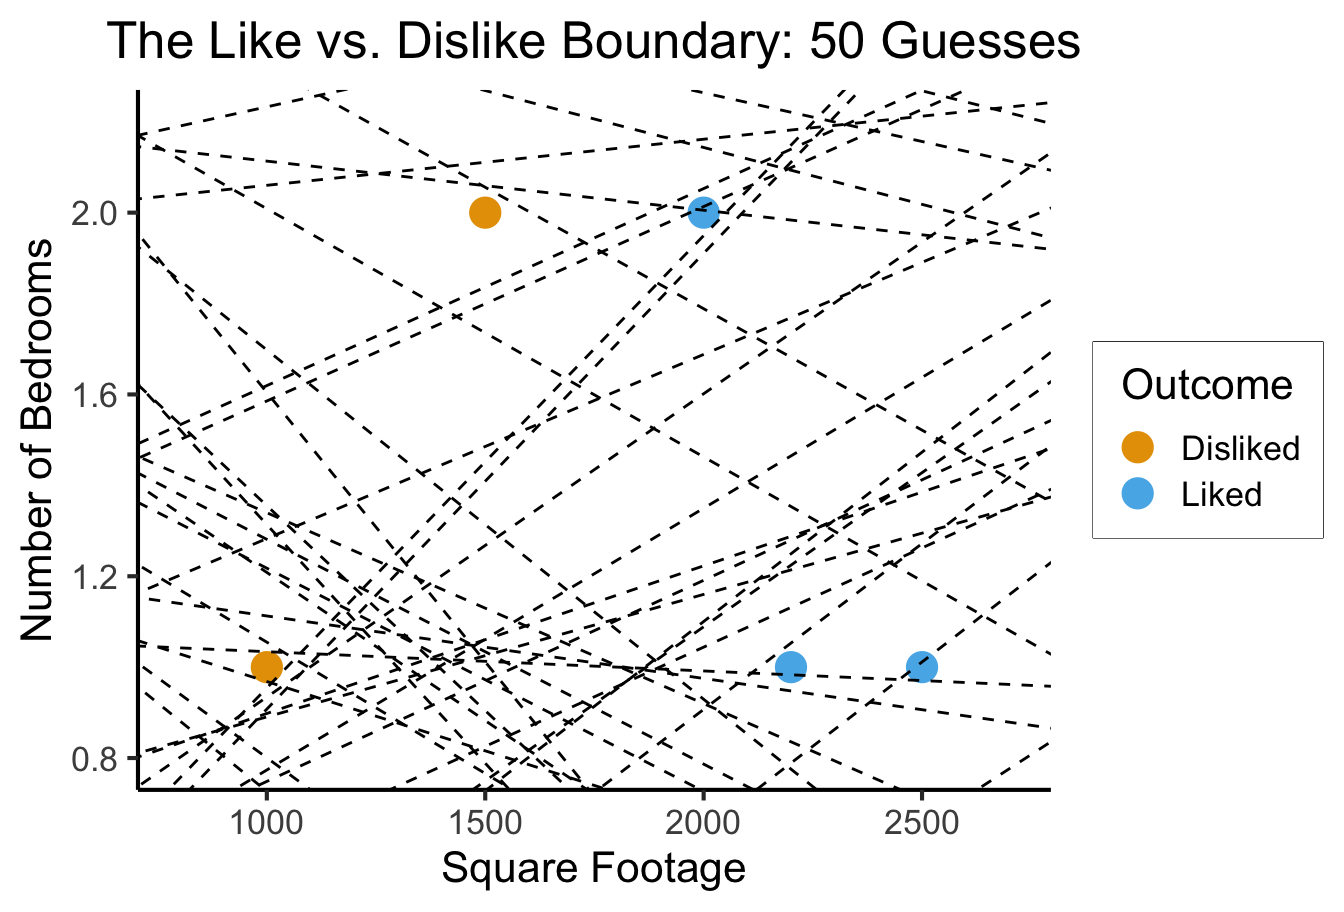 The Like vs. Dislike Boundary: 50 Guesses
Number of Bedrooms
2.0
1.6
1.2
0.8
1000 1500 2000 2500
Square Footage
Outcome
Disliked
Liked